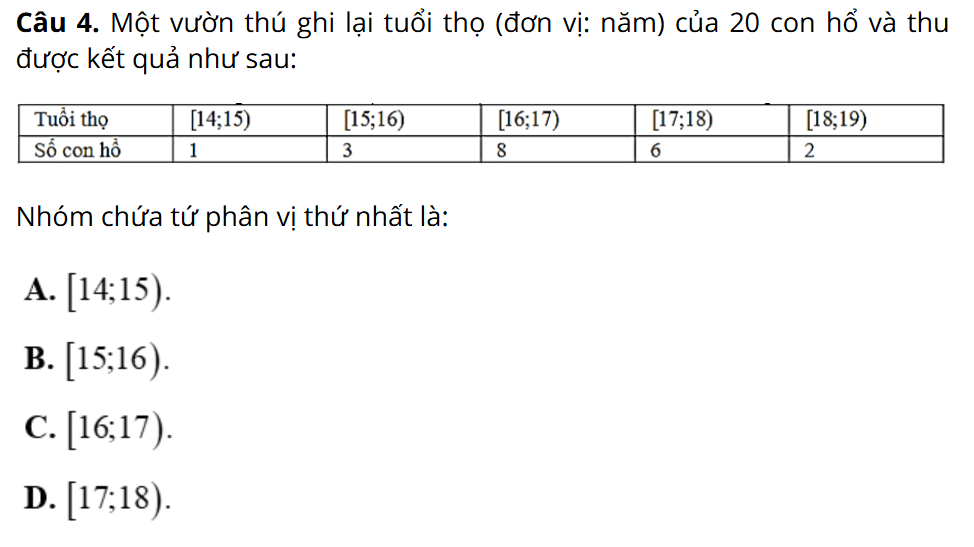 Câu 4. Một vườn thú ghi lại tuổi thọ (đơn vị: năm) của 20 con hổ và thu
được kết quả như sau:
Tuổi thọ [14;15) [15;16) [16;17) [17;18) [18;19)
Số con hổ 1 3 8 6 2
Nhóm chứa tứ phân vị thứ nhất là:
A. [14;15).
B. [15;16).
C. [16;17).
D. [17;18).